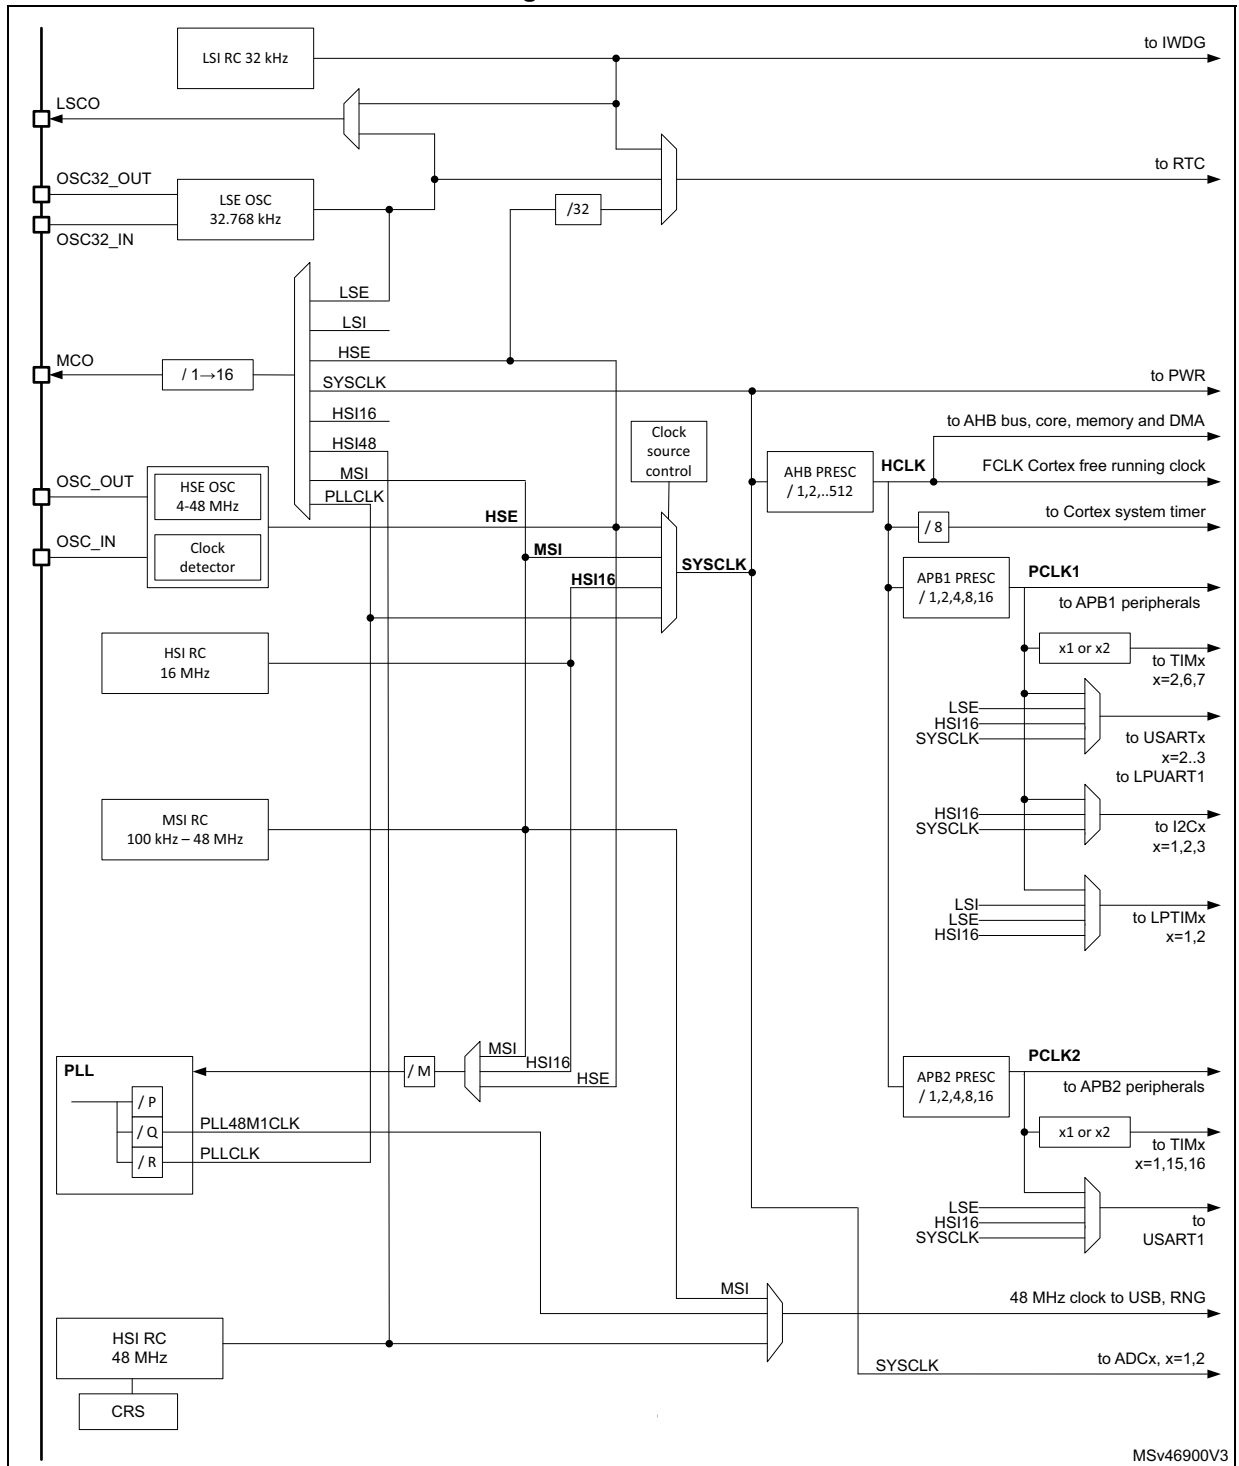 LSI RC 32 kHz
to IWDG
LSCO
to RTC
OSC32_OUT
LSE OSC
32.768 kHz
/32
OSC32_IN
LSE
LSI
MCO
/ 1→16
HSE
SYSCLK
to PWR
HSI16
to AHB bus, core, memory and DMA
Clock
source
control
HSI48
MSI
PLLCLK
AHB PRESC
/ 1,2,..512
HCLK
FCLK Cortex free running clock
OSC_OUT
HSE OSC
4-48 MHz
HSE
/ 8
to Cortex system timer
OSC_IN
Clock
detector
MSI
HSI16
SYSCLK
APB1 PRESC
/ 1,2,4,8,16
PCLK1
to APB1 peripherals
HSI RC
16 MHz
x1 or x2
to TIMx
x=2,6,7
LSE
HSI16
SYSCLK
to USARTx
x=2..3
to LPUART1
MSI RC
100 kHz – 48 MHz
HSI16
SYSCLK
to I2Cx
x=1,2,3
LSI
LSE
HSI16
to LPTIMx
x=1,2
PLL
/ M
MSI
HSI16
HSE
APB2 PRESC
/ 1,2,4,8,16
PCLK2
to APB2 peripherals
/ P
/ Q
PLL48M1CLK
/ R
PLLCLK
x1 or x2
to TIMx
x=1,15,16
LSE
HSI16
SYSCLK
to
USART1
MSI
48 MHz clock to USB, RNG
HSI RC
48 MHz
SYSCLK
to ADCx, x=1,2
CRS
MSv46900V3